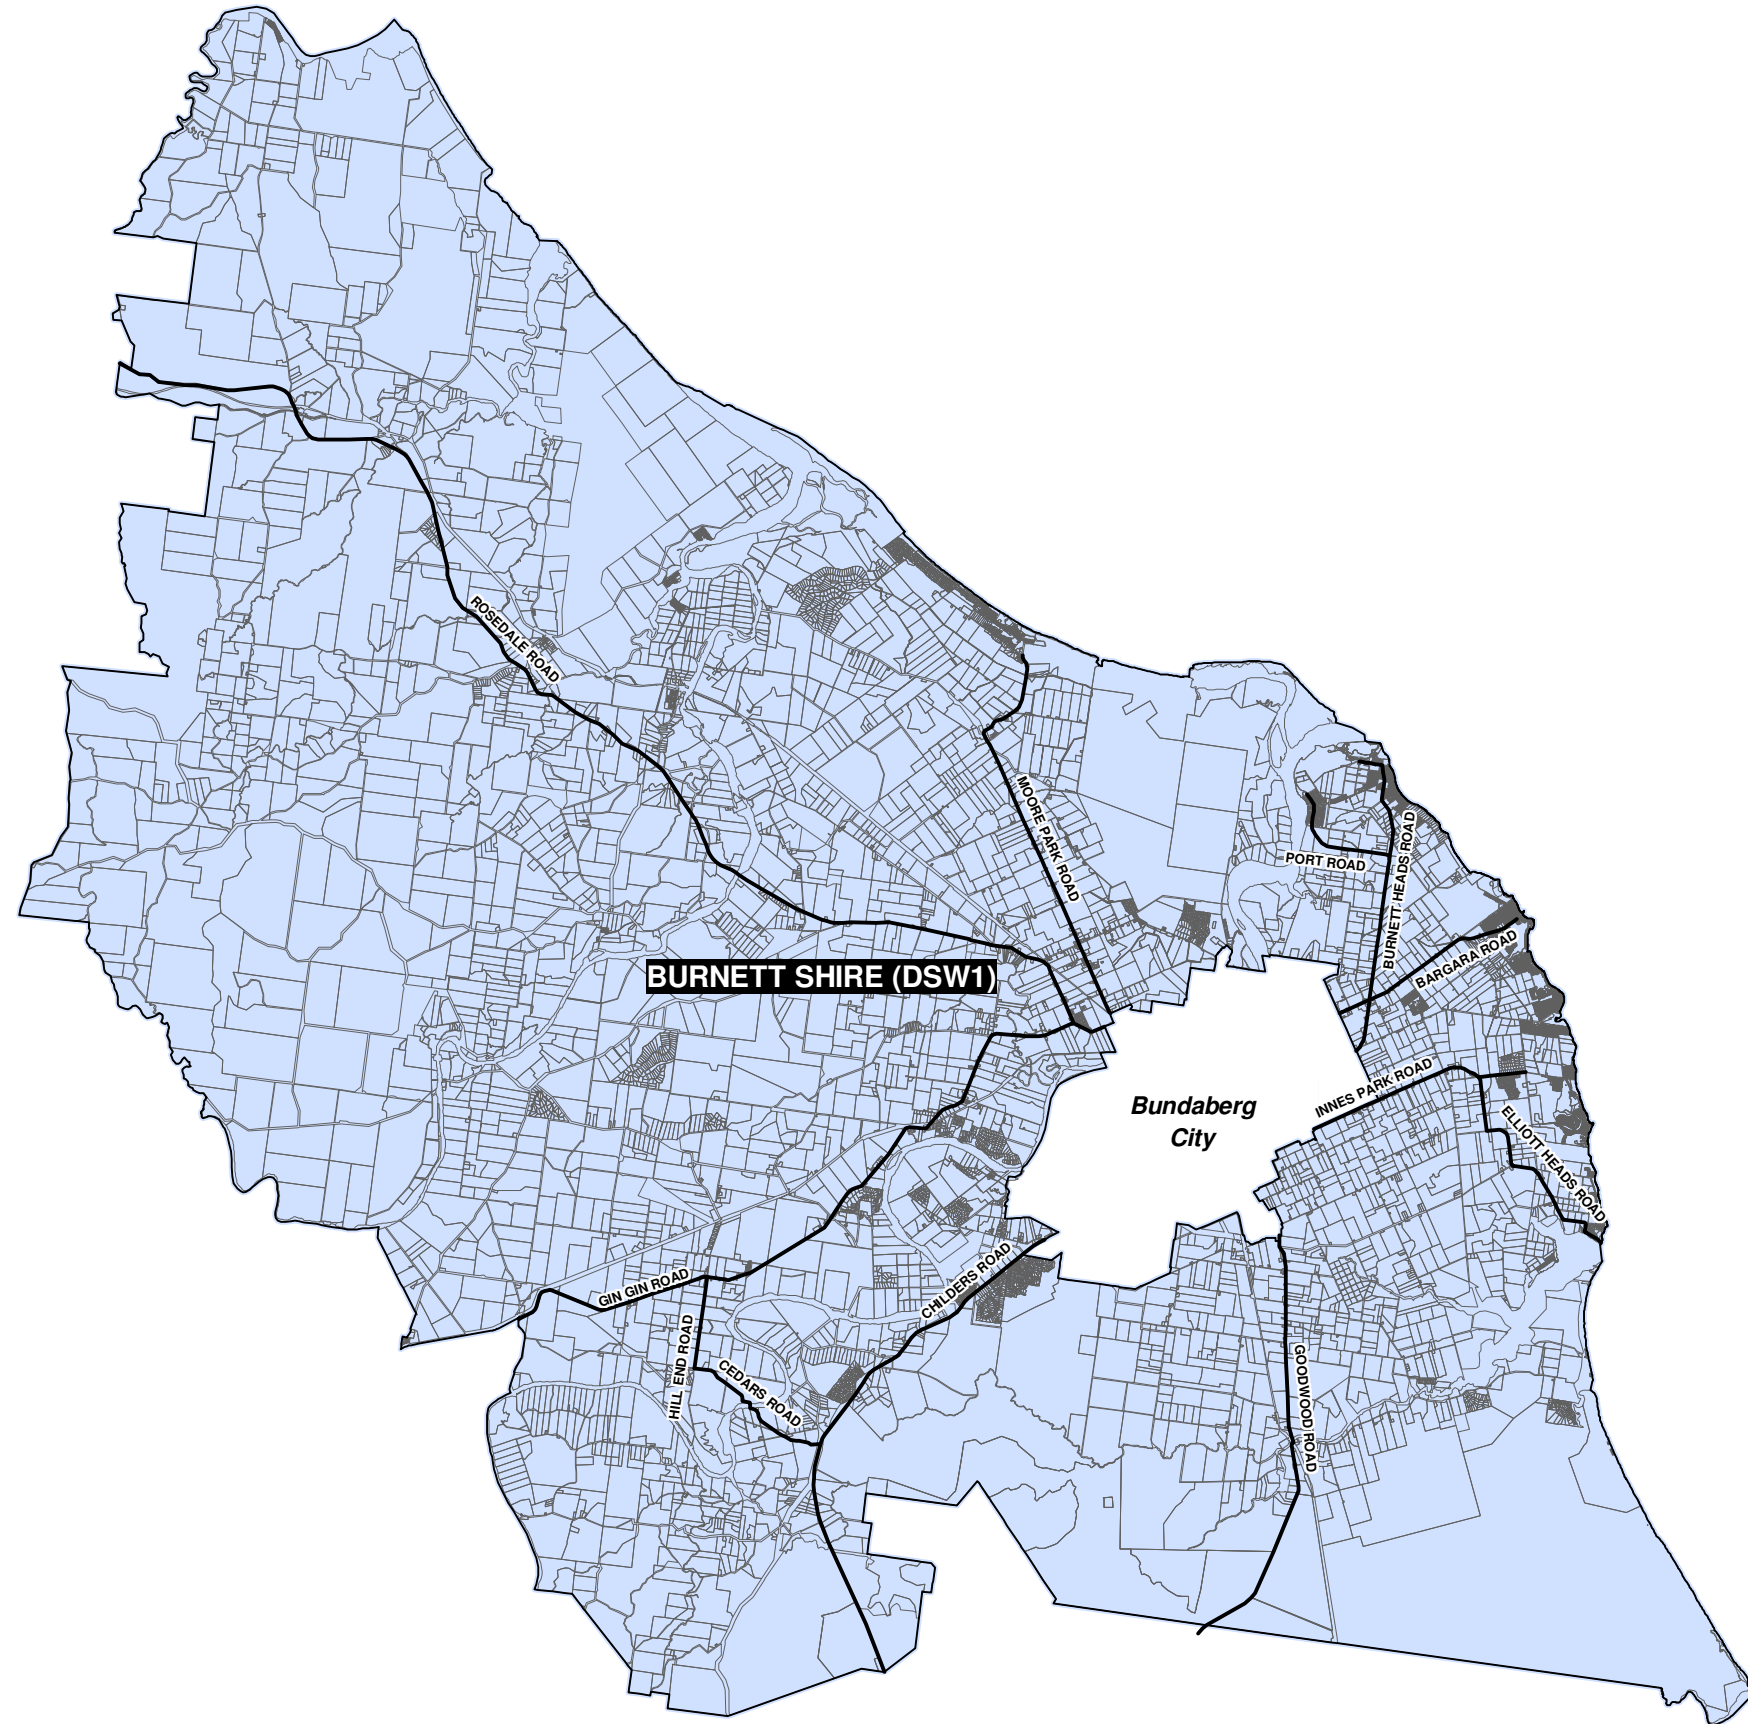 ROSEDALE ROAD
MOORE PARK ROAD
PORT ROAD
BURNETT HEADS ROAD
BARGARA ROAD
BURNETT SHIRE (DSW1)
INNES PARK ROAD
Bundaberg
City
ELLIOTT HEADS ROAD
GIN GIN ROAD
CHILDERS ROAD
HILL END ROAD
CEDARS ROAD
GOODWOOD ROAD